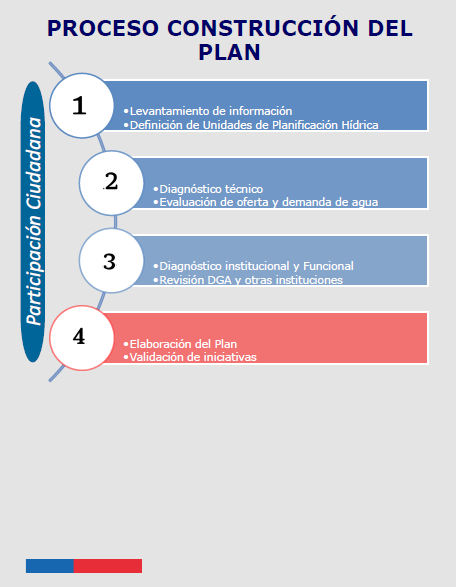 PROCESO CONSTRUCCIÓN DEL
PLAN
Participación Ciudadana
1
•Levantamiento de información
•Definición de Unidades de Planificación Hídrica
2
•Diagnóstico técnico
•Evaluación de oferta y demanda de agua
3
•Diagnóstico institucional y Funcional
•Revisión DGA y otras instituciones
4
•Elaboración del Plan
•Validación de iniciativas